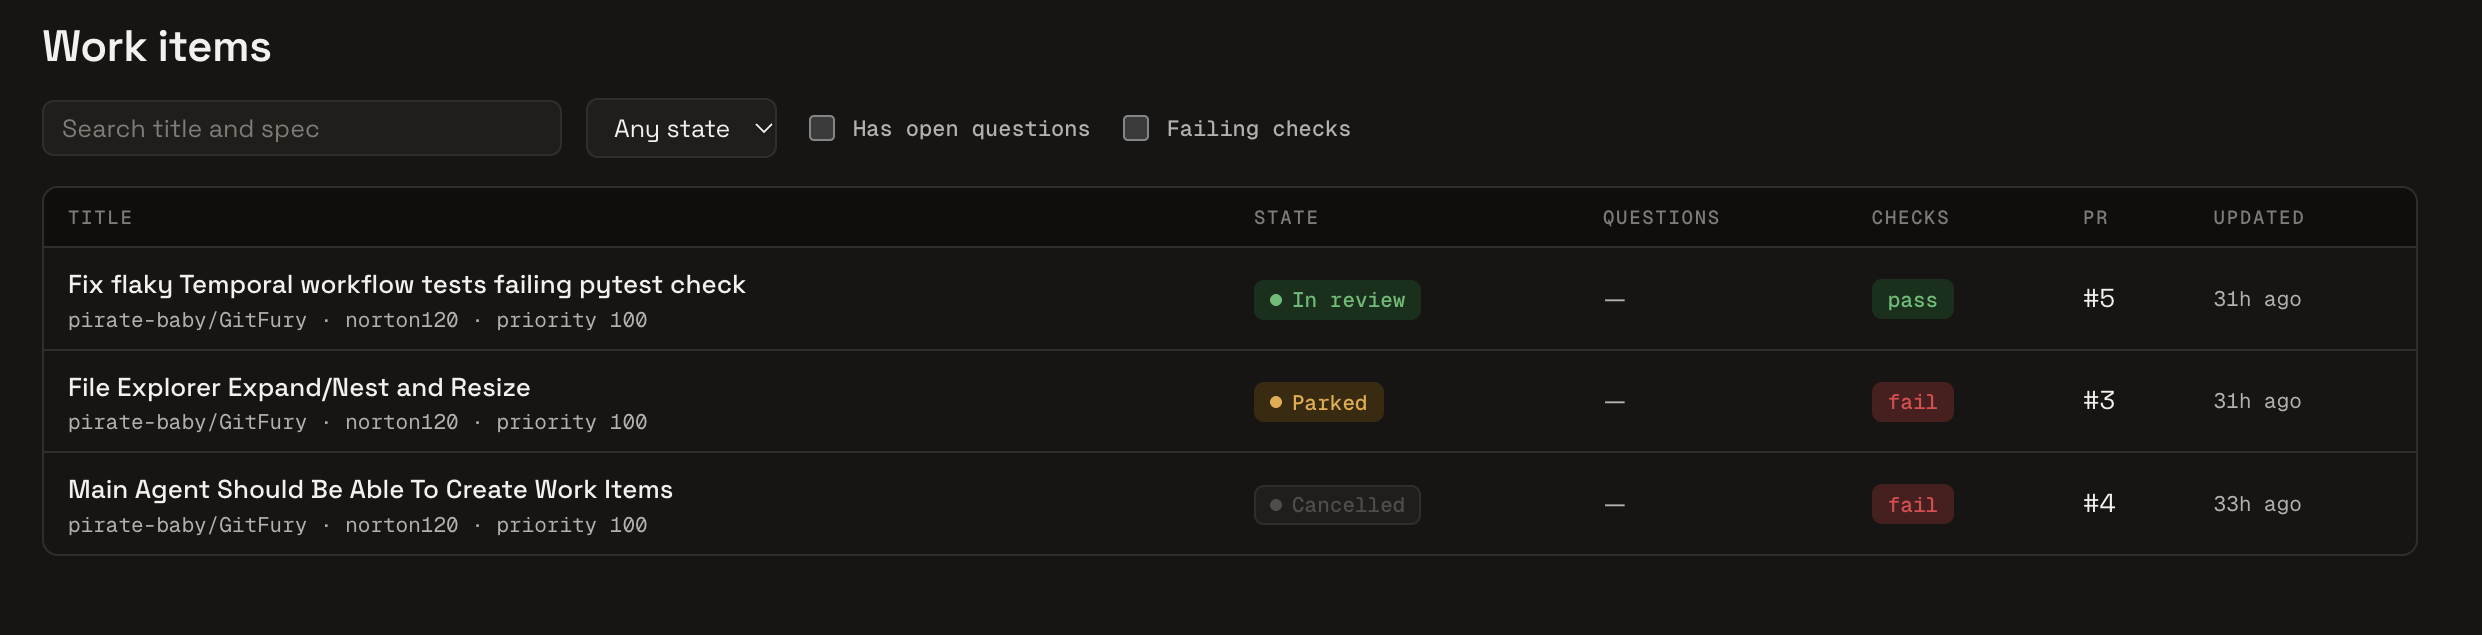 Work items
Search title and spec
Any state
Has open questions
Failing checks
TITLE STATE QUESTIONS CHECKS PR UPDATED
Fix flaky Temporal workflow tests failing pytest check
pirate-baby/GitFury · norton120 · priority 100
In review — pass #5 31h ago
File Explorer Expand/Nest and Resize
pirate-baby/GitFury · norton120 · priority 100
Parked — fail #3 31h ago
Main Agent Should Be Able To Create Work Items
pirate-baby/GitFury · norton120 · priority 100
Cancelled — fail #4 33h ago